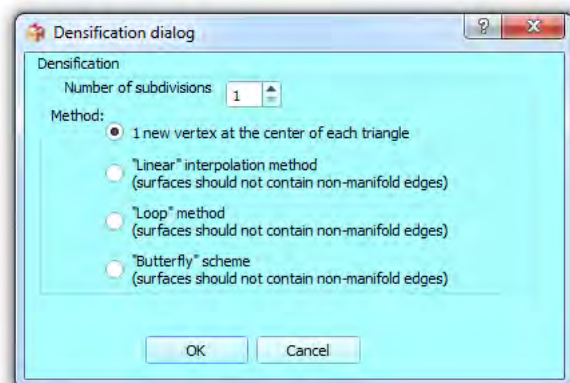 Densification dialog
Densification
Number of subdivisions 1
Method:
1 new vertex at the center of each triangle
"Linear" interpolation method
(surfaces should not contain non-manifold edges)
"Loop" method
(surfaces should not contain non-manifold edges)
"Butterfly" scheme
(surfaces should not contain non-manifold edges)
OK Cancel